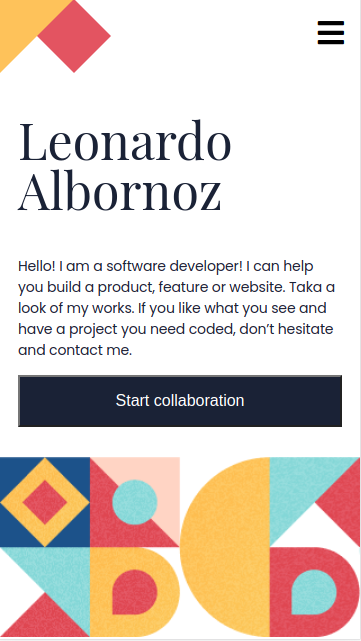 Leonardo
Albornoz
Hello! I am a software developer! I can help
you build a product, feature or website. Taka a
look of my works. If you like what you see and
have a project you need coded, don’t hesitate
and contact me.
Start collaboration